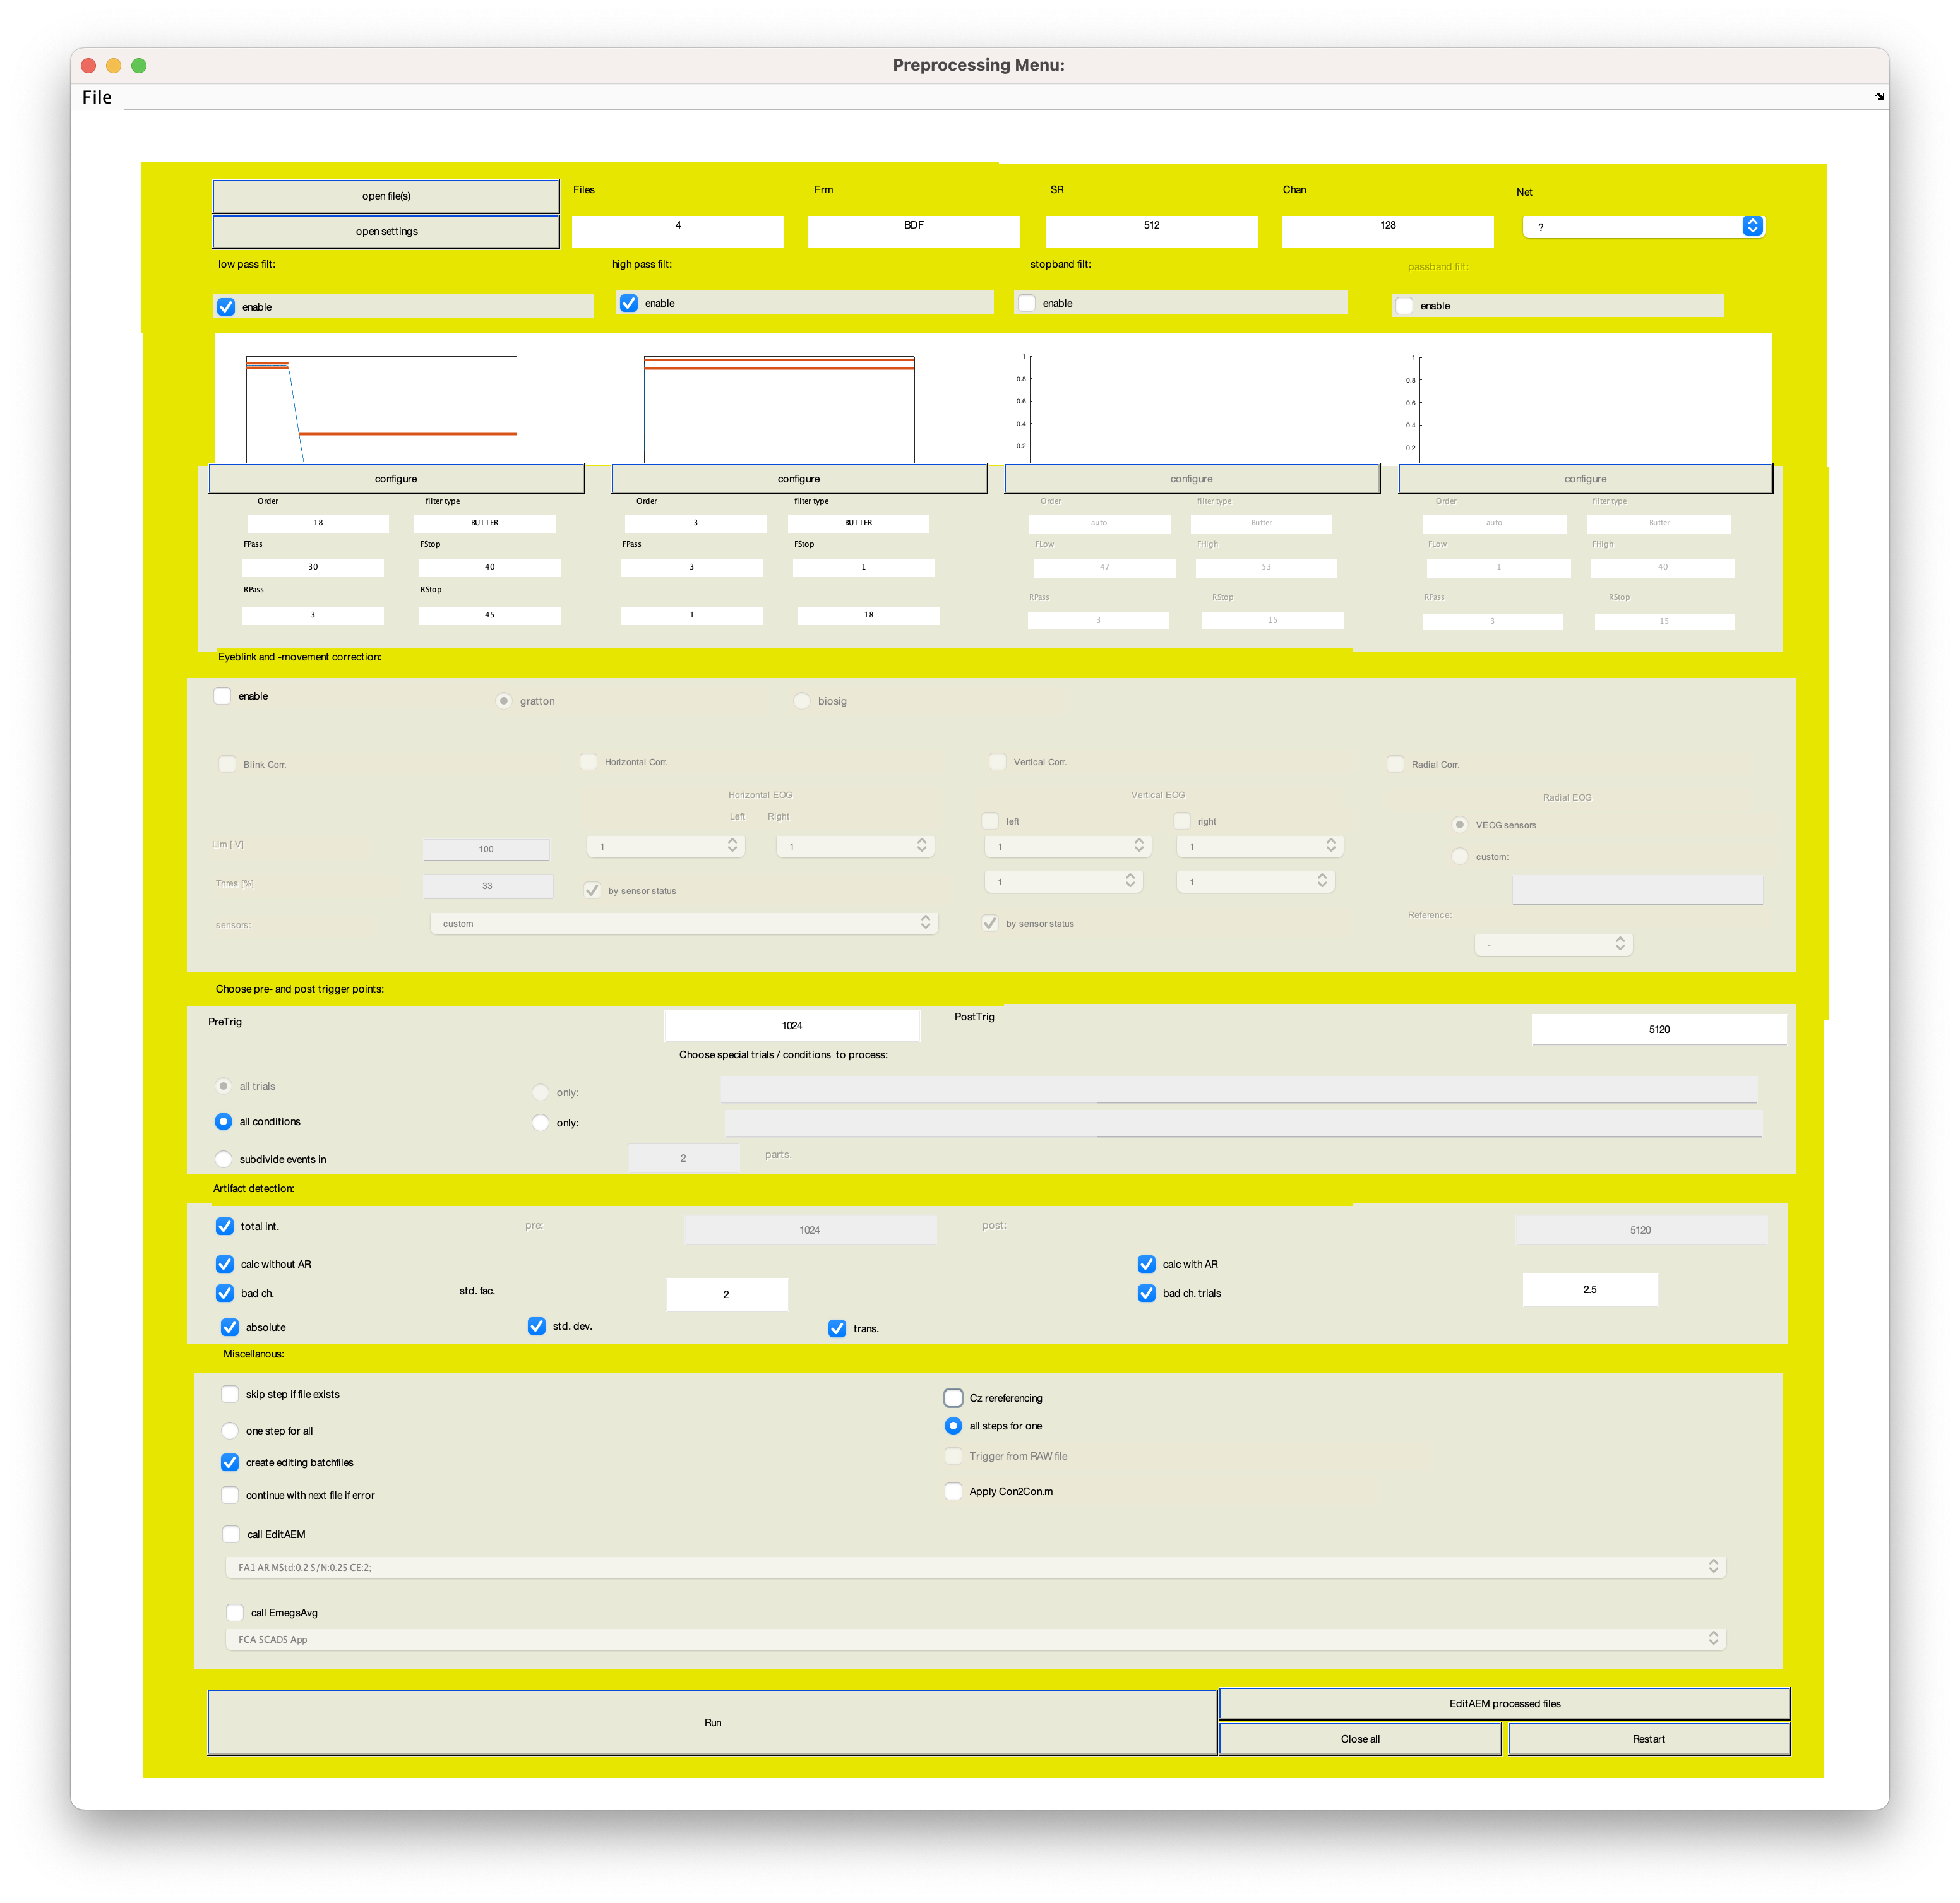 Preprocessing Menu:
File
open file(s)
Files
Frm
SR
Chan
Net
open settings
4
BDF
512
128
?
low pass filt:
high pass filt:
stopband filt:
passband filt:
enable
enable
enable
enable
1
0.8
0.6
0.4
0.2
1
0.8
0.6
0.4
0.2
configure
configure
configure
configure
Order
filter type
Order
filter type
Order
filter type
Order
filter type
18
BUTTER
3
BUTTER
auto
Butter
auto
Butter
FPass
FStop
FPass
FStop
FLow
FHigh
FLow
FHigh
30
40
3
1
47
53
1
40
RPass
RStop
RPass
RStop
RPass
RStop
3
45
1
18
3
15
3
15
Eyeblink and -movement correction:
enable
gratton
biosig
Blink Corr.
Horizontal Corr.
Vertical Corr.
Radial Corr.
Horizontal EOG
Vertical EOG
Radial EOG
Left
Right
left
right
VEOG sensors
Lim [ V]
100
1
1
1
1
custom:
Thres [%]
33
by sensor status
1
1
sensors:
custom
by sensor status
Reference:
-
Choose pre- and post trigger points:
PreTrig
1024
PostTrig
5120
Choose special trials / conditions to process:
all trials
only:
all conditions
only:
subdivide events in
2
parts.
Artifact detection:
total int.
pre:
1024
post:
5120
calc without AR
calc with AR
bad ch.
std. fac.
2
bad ch. trials
2.5
absolute
std. dev.
trans.
Miscellanous:
skip step if file exists
Cz rereferencing
one step for all
all steps for one
create editing batchfiles
Trigger from RAW file
continue with next file if error
Apply Con2Con.m
call EditAEM
FA1 AR MStd:0.2 S/N:0.25 CE:2;
call EmegsAvg
FCA SCADS App
Run
EditAEM processed files
Close all
Restart